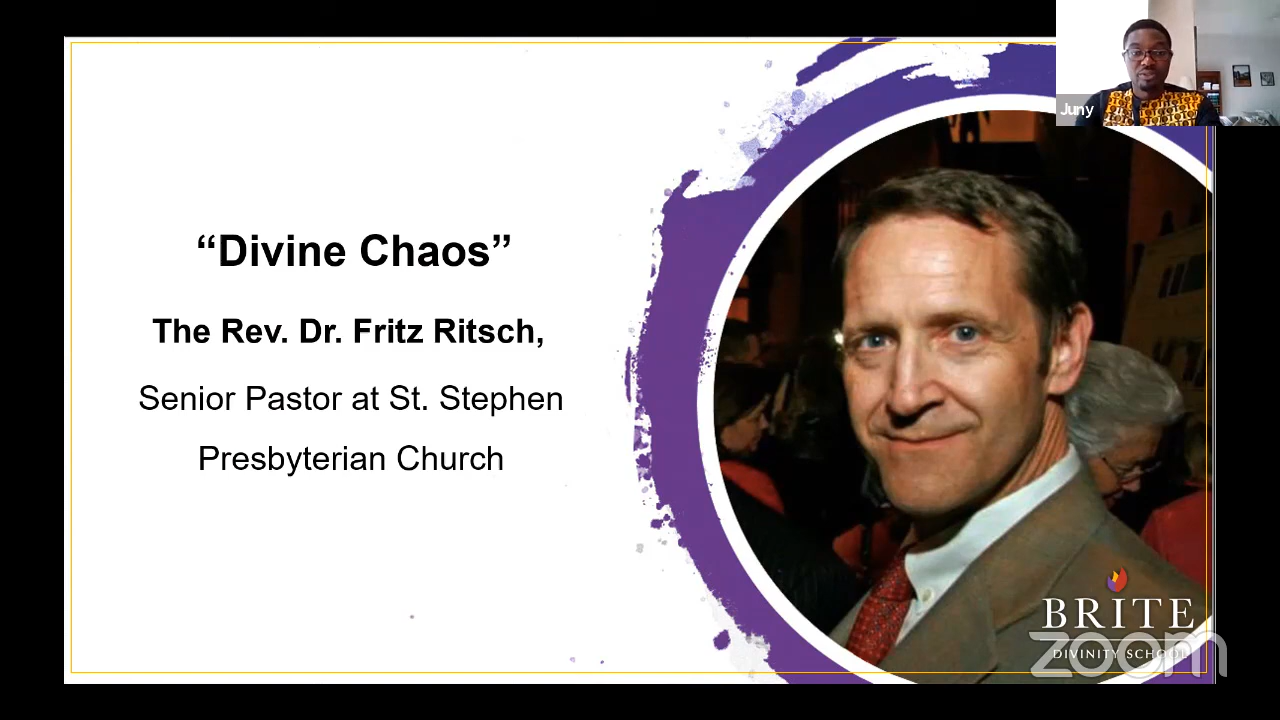 Juny
“Divine Chaos”
The Rev. Dr. Fritz Ritsch,
Senior Pastor at St. Stephen
Presbyterian Church
BRITE
DIVINITY SCHOOL
zoom